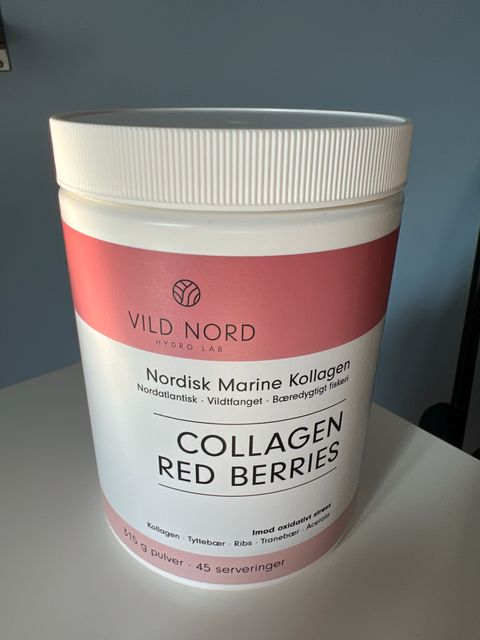 VILD NORD
HYDRO LAB
Nordisk Marine Kollagen
Nordatlantisk · Vildtfanget · Bæredygtigt fiskeri
COLLAGEN
RED BERRIES
Imod oxidativt stress
Kollagen · Tyttebær · Ribs · Tranebær · Acerola
315 g pulver · 45 serveringer